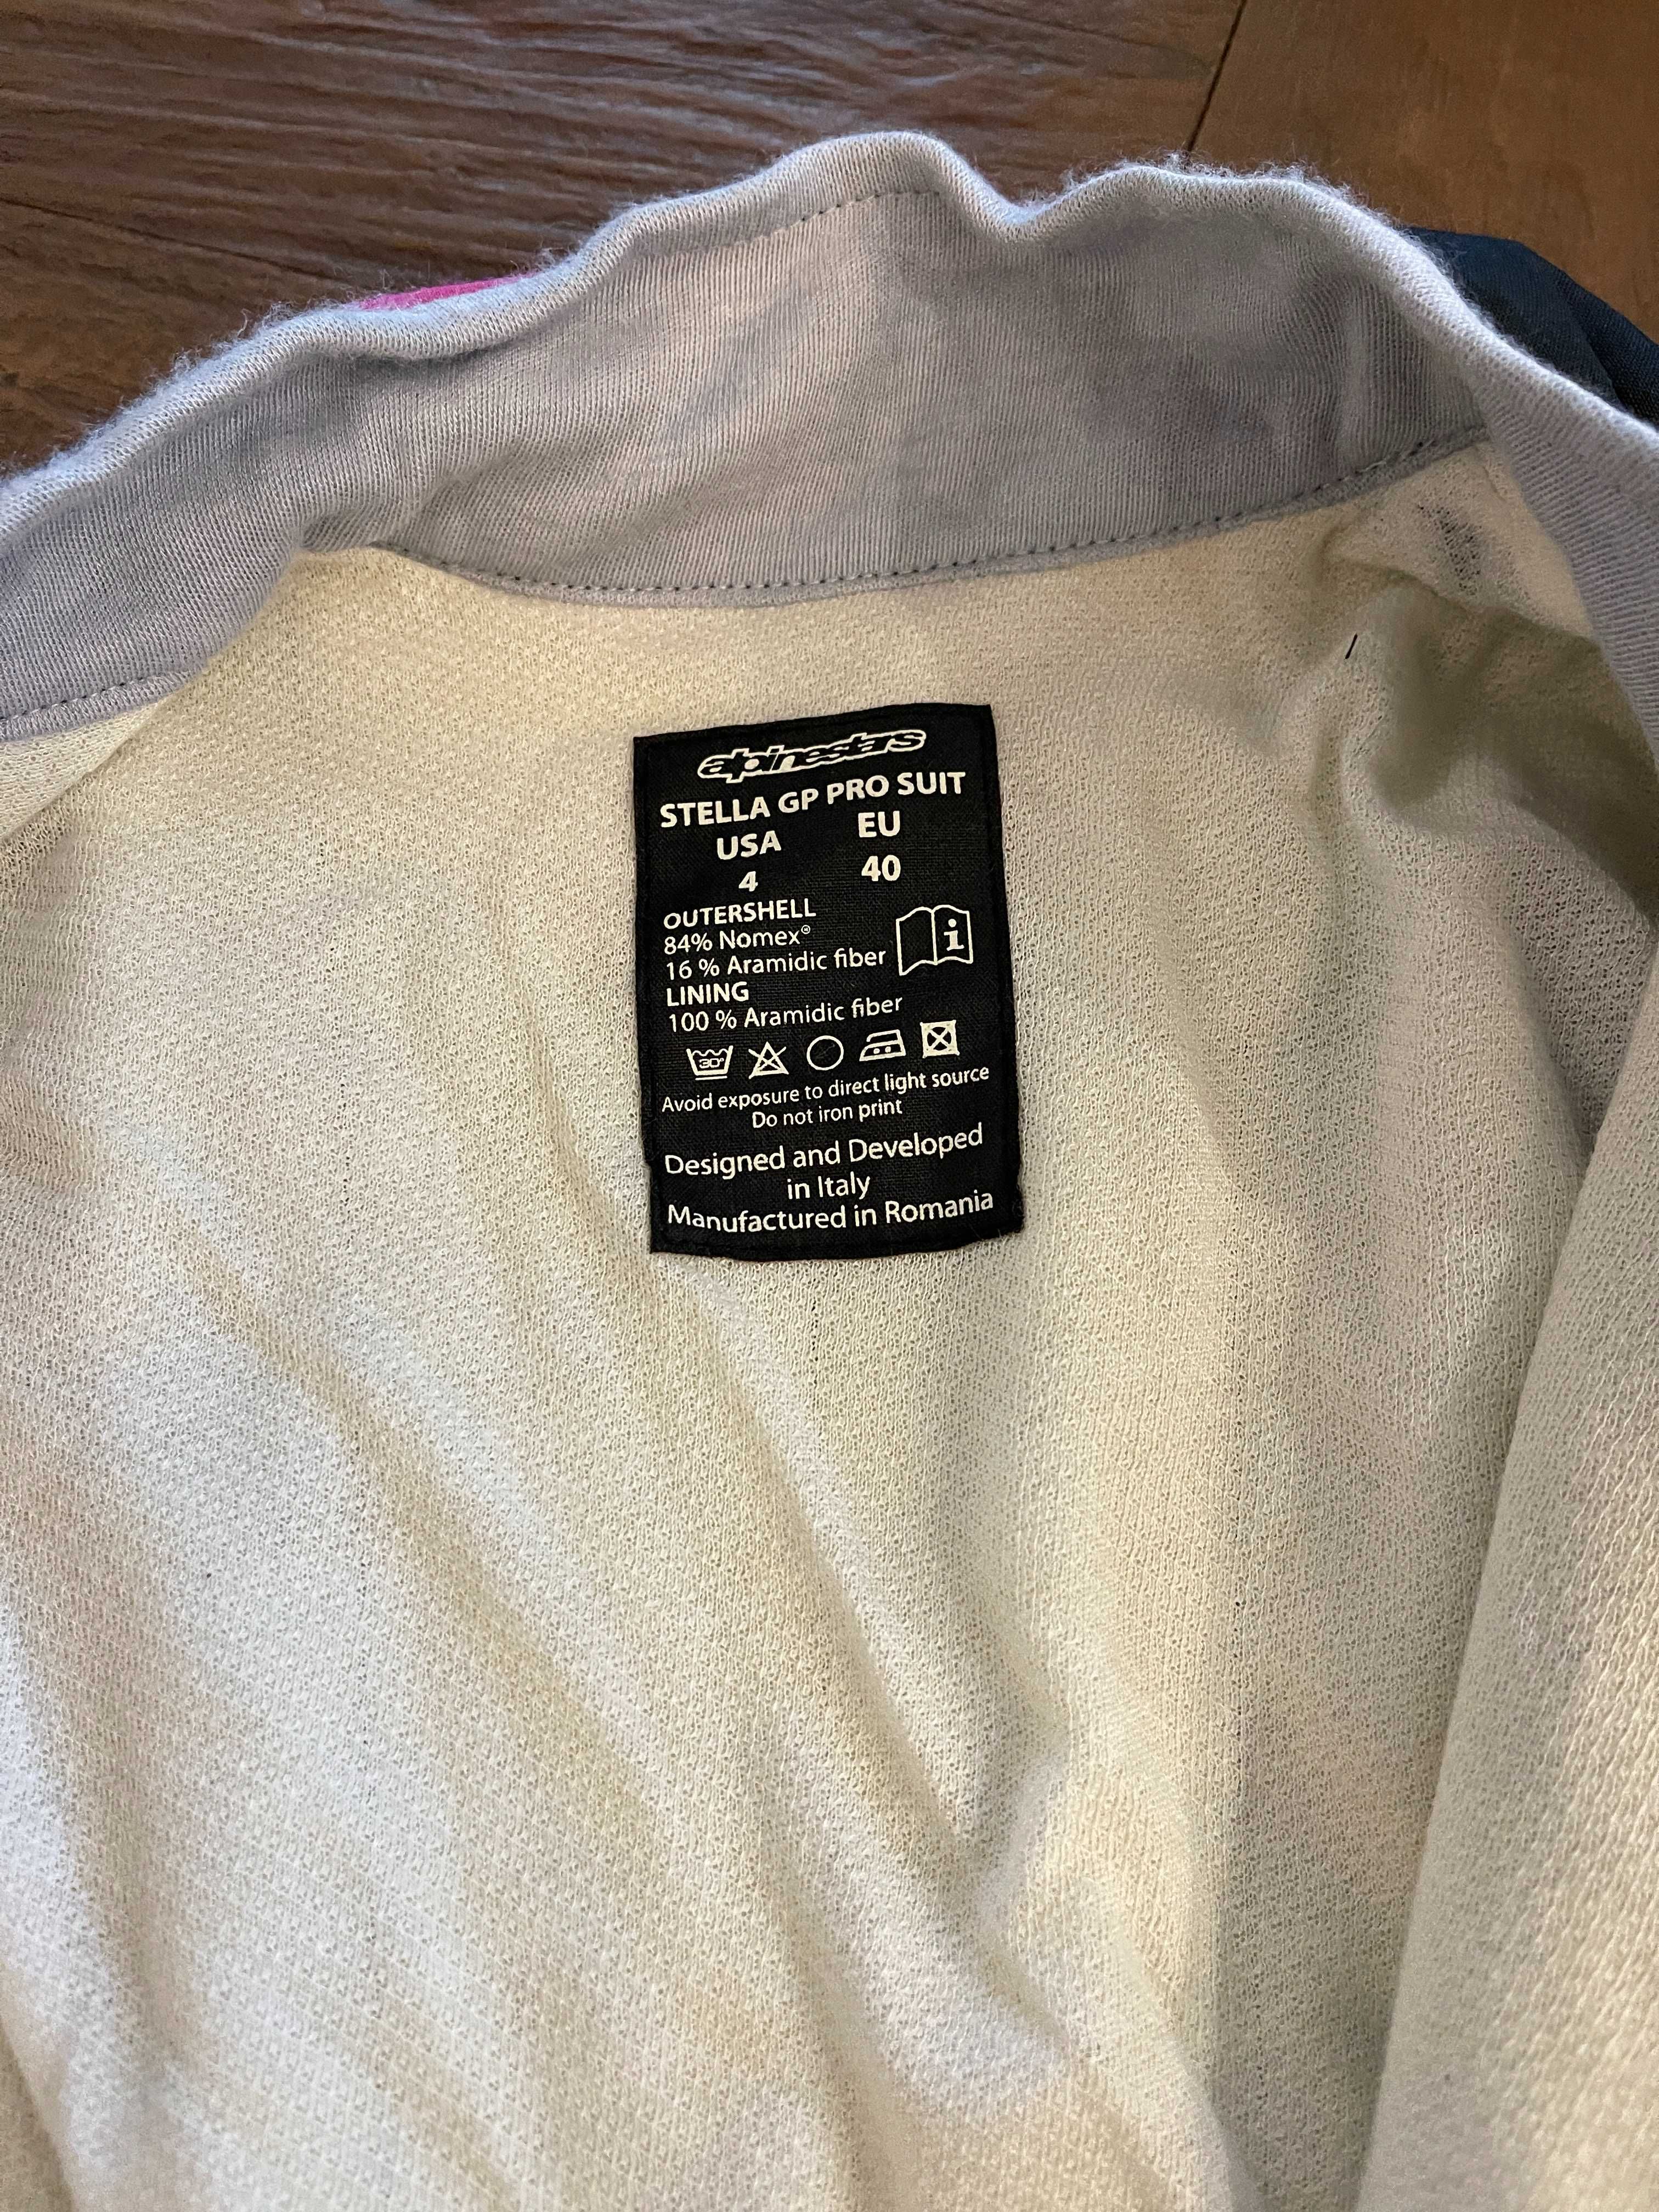 alpinestars
STELLA GP PRO SUIT
USA EU
4 40
OUTERSHELL
84% Nomex®
16 % Aramidic fiber
LINING
100 % Aramidic fiber
30°
Avoid exposure to direct light source
Do not iron print
Designed and Developed
in Italy
Manufactured in Romania